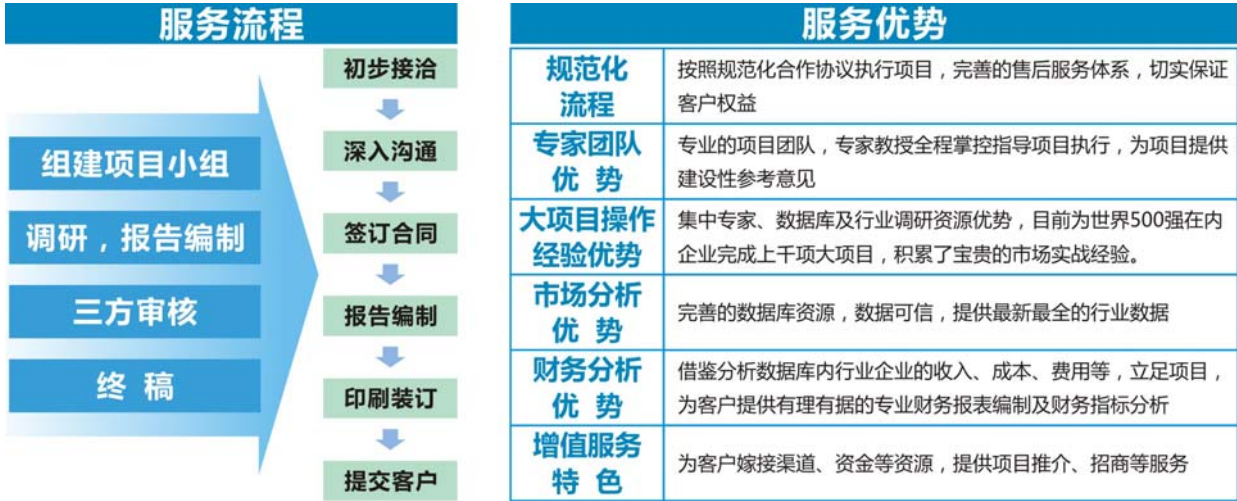 服务流程
组建项目小组
调研，报告编制
三方审核
终 稿
初步接洽
深入沟通
签订合同
报告编制
印刷装订
提交客户
服务优势
规范化
流程
按照规范化合作协议执行项目，完善的售后服务体系，切实保证
客户权益
专家团队
优 势
专业的项目团队，专家教授全程掌控指导项目执行，为项目提供
建设性参考意见
大项目操作
经验优势
集中专家、数据库及行业调研资源优势，目前为世界500强在内
企业完成上千项大项目，积累了宝贵的市场实战经验。
市场分析
优 势
完善的数据库资源，数据可信，提供最新最全的行业数据
财务分析
优 势
借鉴分析数据库内行业企业的收入、成本、费用等，立足项目，
为客户提供有理有据的专业财务报表编制及财务指标分析
增值服务
特 色
为客户嫁接渠道、资金等资源，提供项目推介、招商等服务